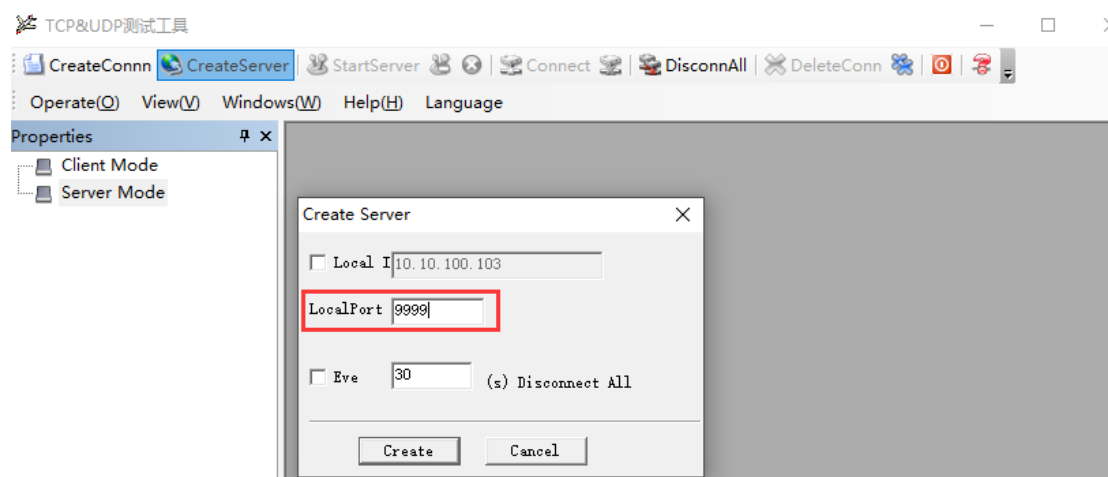 TCP&UDP测试工具
CreateConnn CreateServer StartServer Connect DisconnAll DeleteConn
Operate(O) View(V) Windows(W) Help(H) Language
Properties
Client Mode
Server Mode
Create Server
Local I 10.10.100.103
LocalPort 9999
Eve 30 (s) Disconnect All
Create Cancel